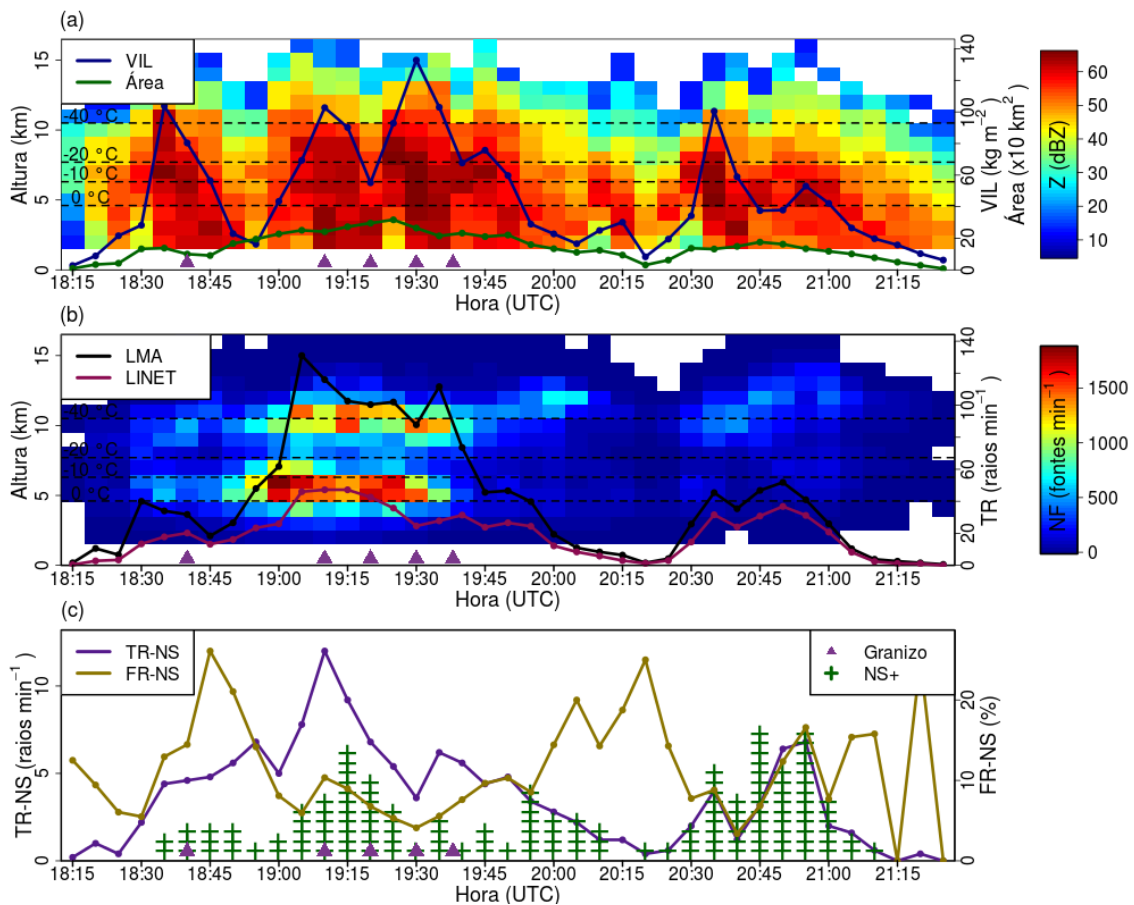 (a)
VIL
Área
Altura (km)
0 5 10 15
-40 °C
-20 °C
-10 °C
0 °C
0 20 40 60 80 100 140
VIL (kg m⁻²)
Área (x10 km²)
18:15 18:30 18:45 19:00 19:15 19:30 19:45 20:00 20:15 20:30 20:45 21:00 21:15
Hora (UTC)
60
50
40
30
20
10
Z (dBZ)
(b)
LMA
LINET
Altura (km)
0 5 10 15
-40 °C
-20 °C
-10 °C
0 °C
0 20 40 60 80 100 140
TR (raios min⁻¹)
18:15 18:30 18:45 19:00 19:15 19:30 19:45 20:00 20:15 20:30 20:45 21:00 21:15
Hora (UTC)
1500
1000
500
0
NF (fontes min⁻¹)
(c)
TR-NS
FR-NS
Granizo
NS+
TR-NS (raios min⁻¹)
0 5 10
FR-NS (%)
0 10 20
18:15 18:30 18:45 19:00 19:15 19:30 19:45 20:00 20:15 20:30 20:45 21:00 21:15
Hora (UTC)